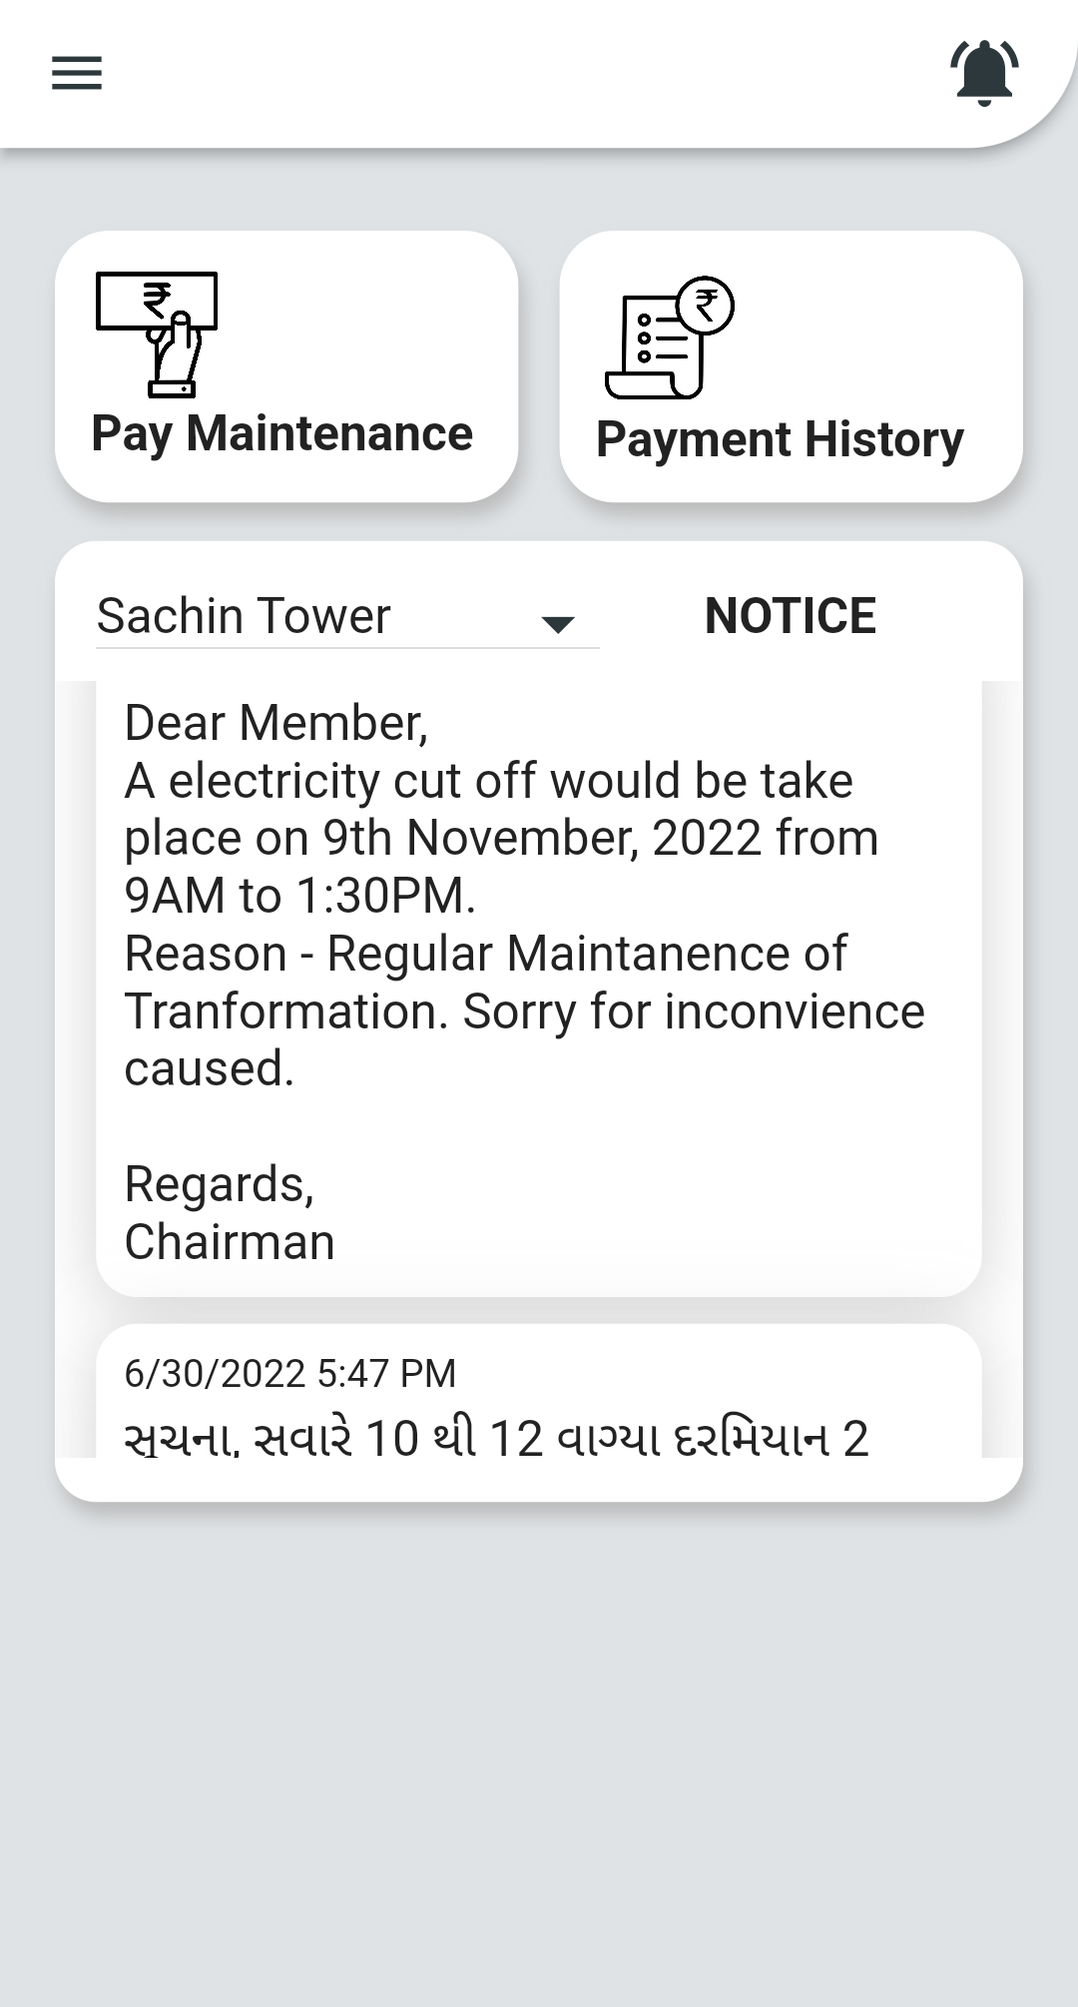 Pay Maintenance
Payment History
Sachin Tower
NOTICE
Dear Member,
A electricity cut off would be take
place on 9th November, 2022 from
9AM to 1:30PM.
Reason - Regular Maintanence of
Tranformation. Sorry for inconvience
caused.
Regards,
Chairman
6/30/2022 5:47 PM
સૂચના, સવારે 10 થી 12 વાગ્યા દરમિયાન 2